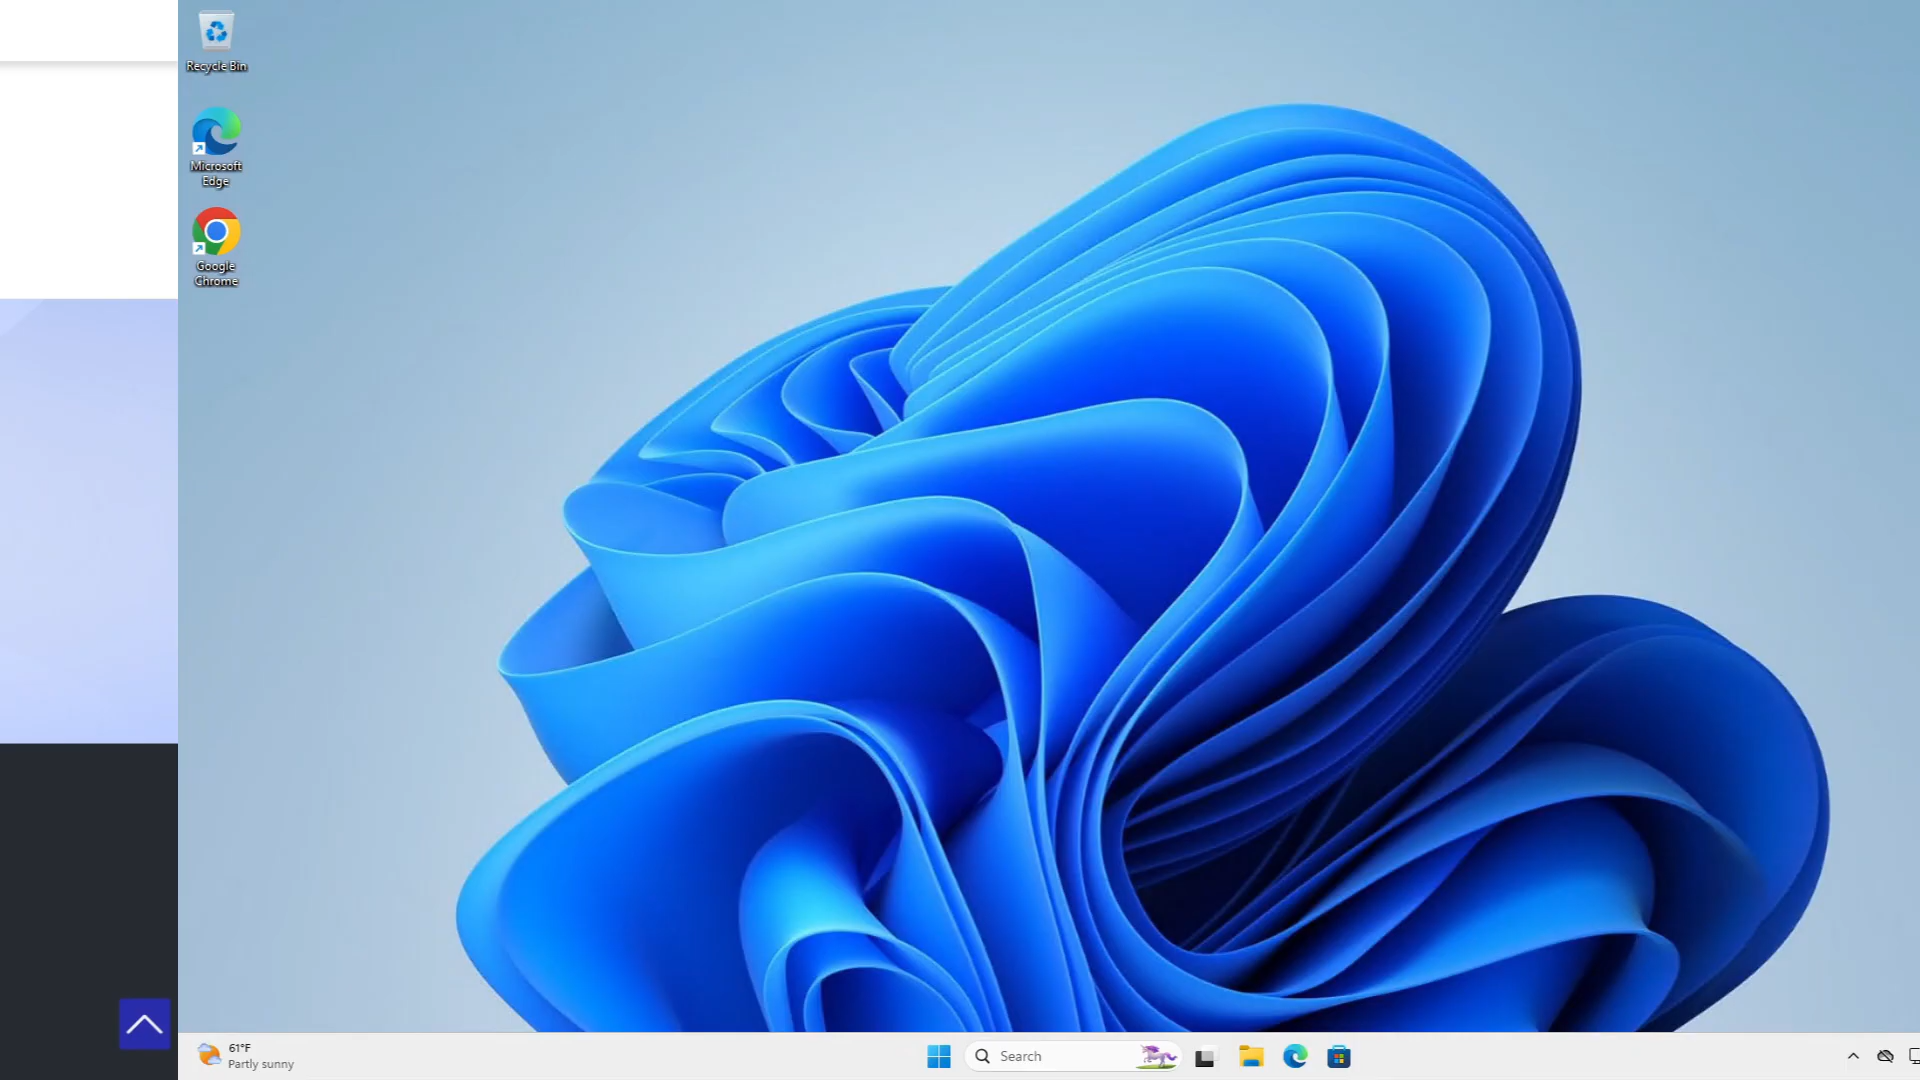 Recycle Bin
Microsoft
Edge
Google
Chrome
61°F
Partly sunny
Search